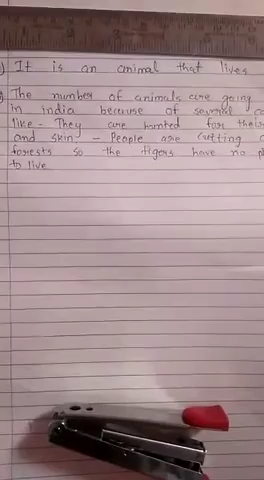 It is an animal that lives
The number of animals are going
in india because of several
like - They are hunted for their
and skin. - People are cutting
forests so the tigers have no
to live.